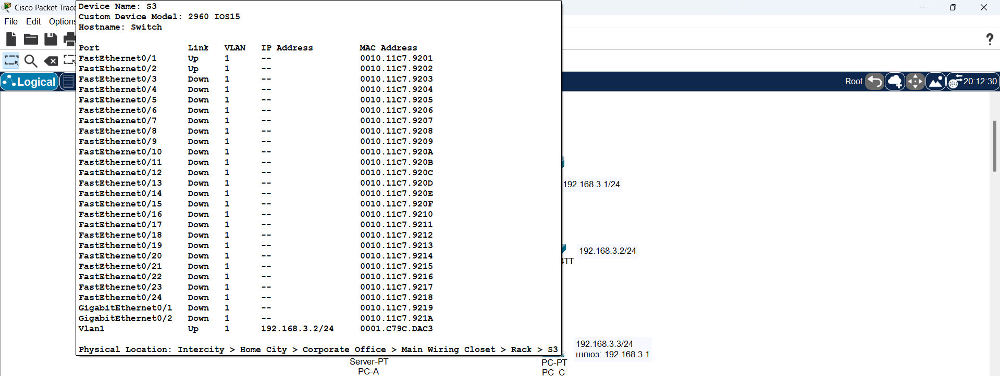 Cisco Packet Trace
Device Name: S3
Custom Device Model: 2960 IOS15
Hostname: Switch
File Edit Options
Port Link VLAN IP Address MAC Address
FastEthernet0/1 Up 1 -- 0010.11C7.9201
FastEthernet0/2 Up 1 -- 0010.11C7.9202
FastEthernet0/3 Down 1 -- 0010.11C7.9203
FastEthernet0/4 Down 1 -- 0010.11C7.9204
FastEthernet0/5 Down 1 -- 0010.11C7.9205
FastEthernet0/6 Down 1 -- 0010.11C7.9206
FastEthernet0/7 Down 1 -- 0010.11C7.9207
FastEthernet0/8 Down 1 -- 0010.11C7.9208
FastEthernet0/9 Down 1 -- 0010.11C7.9209
FastEthernet0/10 Down 1 -- 0010.11C7.920A
FastEthernet0/11 Down 1 -- 0010.11C7.920B
FastEthernet0/12 Down 1 -- 0010.11C7.920C
FastEthernet0/13 Down 1 -- 0010.11C7.920D
FastEthernet0/14 Down 1 -- 0010.11C7.920E
FastEthernet0/15 Down 1 -- 0010.11C7.920F
FastEthernet0/16 Down 1 -- 0010.11C7.9210
FastEthernet0/17 Down 1 -- 0010.11C7.9211
FastEthernet0/18 Down 1 -- 0010.11C7.9212
FastEthernet0/19 Down 1 -- 0010.11C7.9213
FastEthernet0/20 Down 1 -- 0010.11C7.9214
FastEthernet0/21 Down 1 -- 0010.11C7.9215
FastEthernet0/22 Down 1 -- 0010.11C7.9216
FastEthernet0/23 Down 1 -- 0010.11C7.9217
FastEthernet0/24 Down 1 -- 0010.11C7.9218
GigabitEthernet0/1 Down 1 -- 0010.11C7.9219
GigabitEthernet0/2 Down 1 -- 0010.11C7.921A
Vlan1 Up 1 192.168.3.2/24 0001.C79C.DAC3
Physical Location: Intercity > Home City > Corporate Office > Main Wiring Closet > Rack > S3
Logical
Root
20:12:30
192.168.3.1/24
192.168.3.2/24
4TT
192.168.3.3/24
шлюз: 192.168.3.1
Server-PT
PC-A
PC-PT
PC C